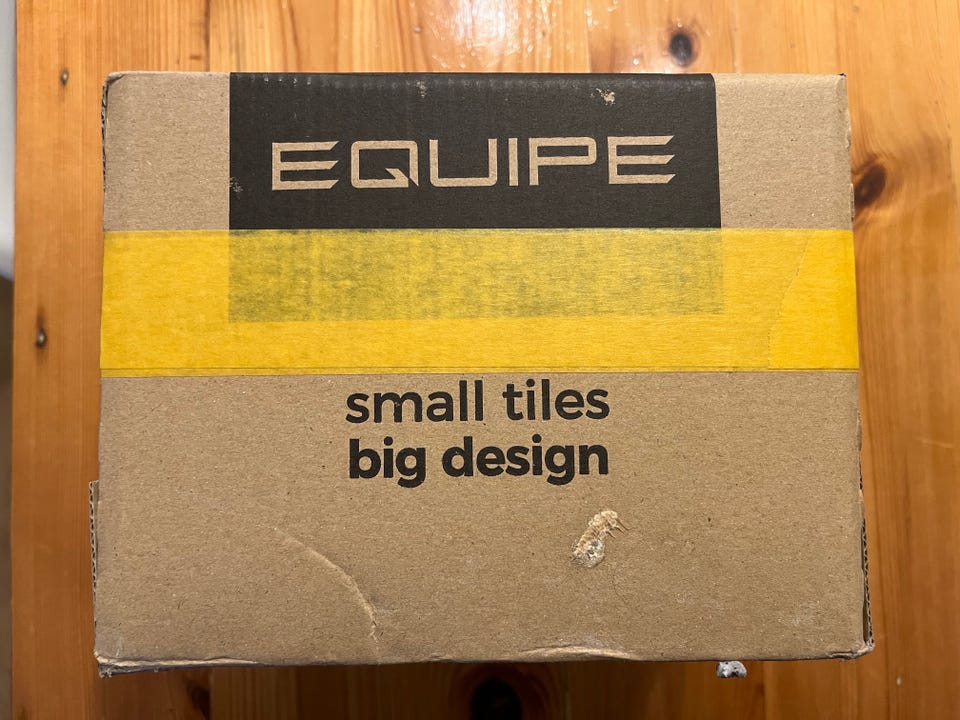 EQUIPE
small tiles
big design